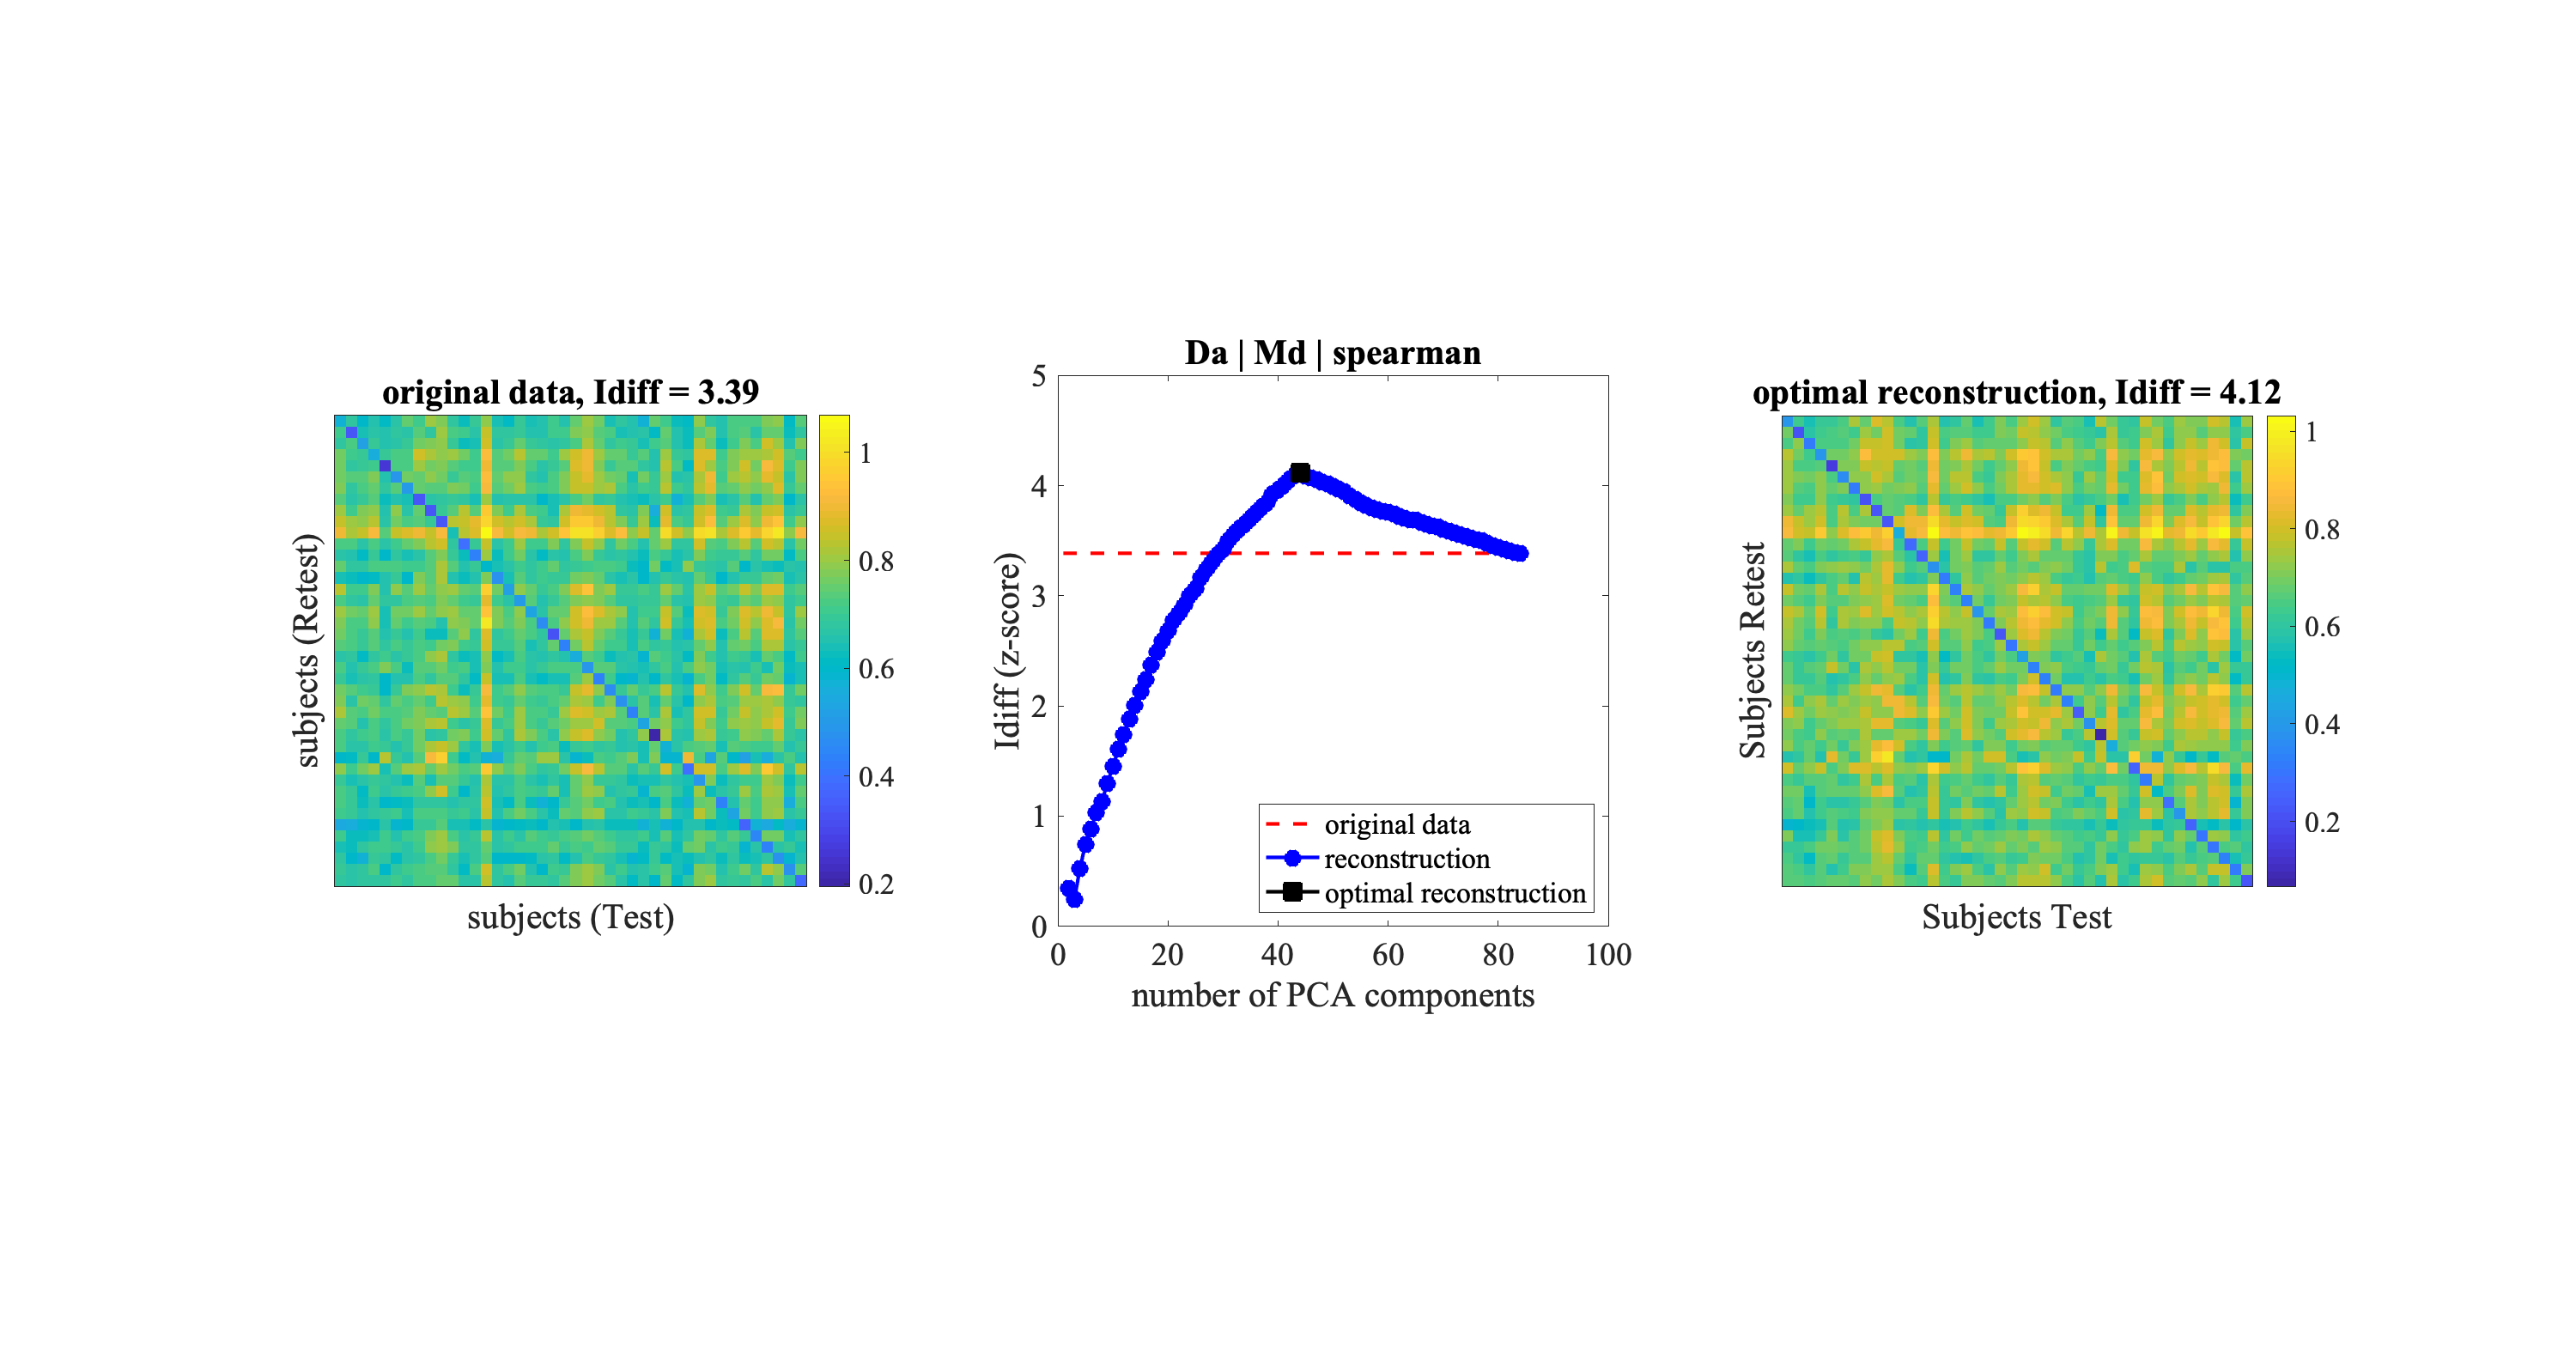 original data, Idiff = 3.39
subjects (Retest)
1
0.8
0.6
0.4
0.2
subjects (Test)
Da | Md | spearman
Idiff (z-score)
5
4
3
2
1
0
0 20 40 60 80 100
number of PCA components
original data
reconstruction
optimal reconstruction
optimal reconstruction, Idiff = 4.12
Subjects Retest
1
0.8
0.6
0.4
0.2
Subjects Test